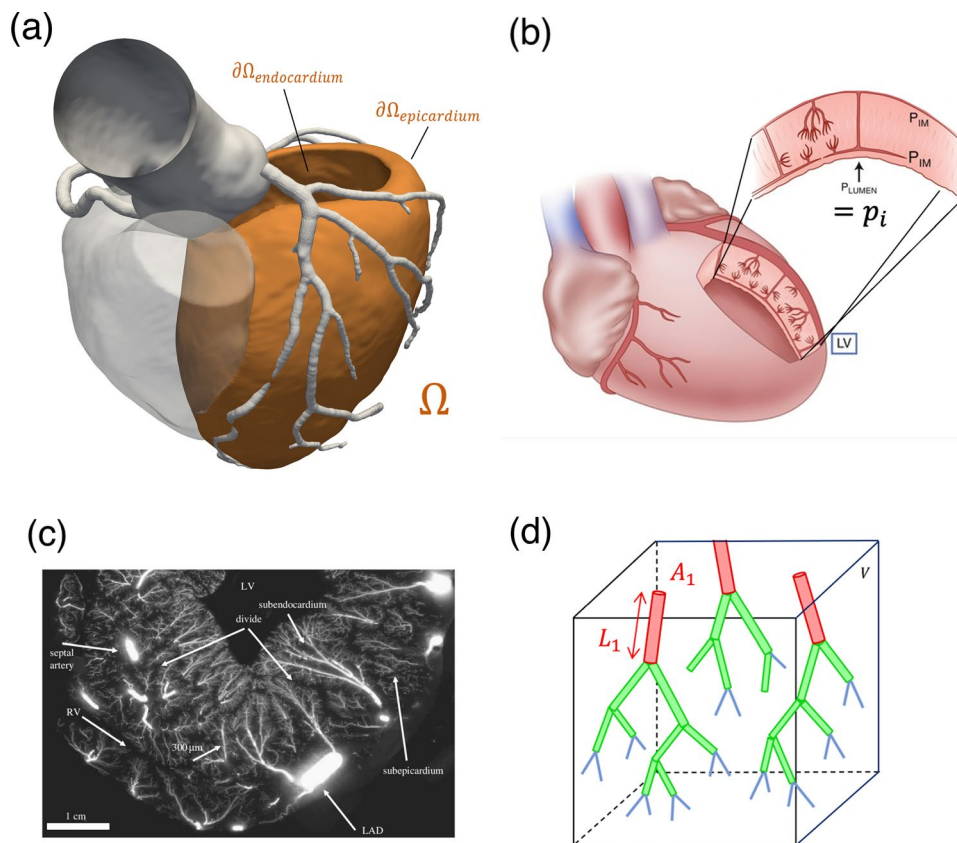 (a)
∂Ω_endocardium
∂Ω_epicardium
Ω
(b)
P_IM
P_IM
P_LUMEN
= p_i
LV
(c)
LV
subendocardium
divide
septal
artery
RV
300 µm
subepicardium
LAD
1 cm
(d)
A_1
V
L_1